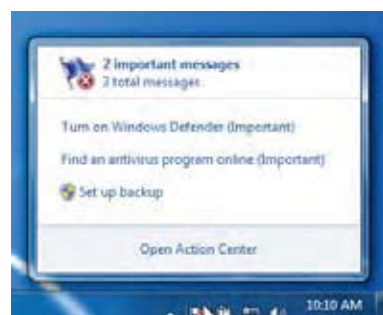 2 important messages
3 total messages
Turn on Windows Defender (Important)
Find an antivirus program online (Important)
Set up backup
Open Action Center
10:10 AM